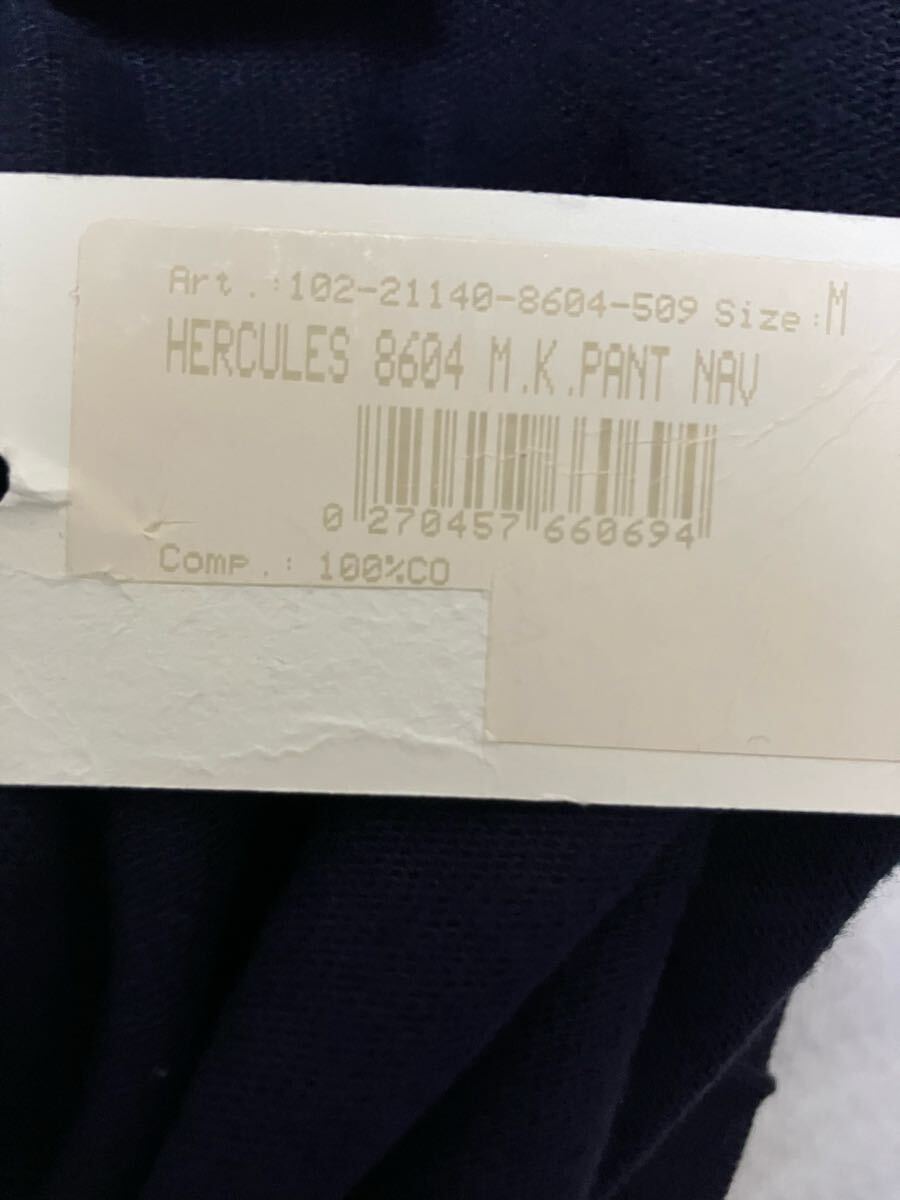 Art.:102-21140-8604-509 Size:M
HERCULES 8604 M.K.PANT NAV
0 270457 660694
Comp.: 100%CO